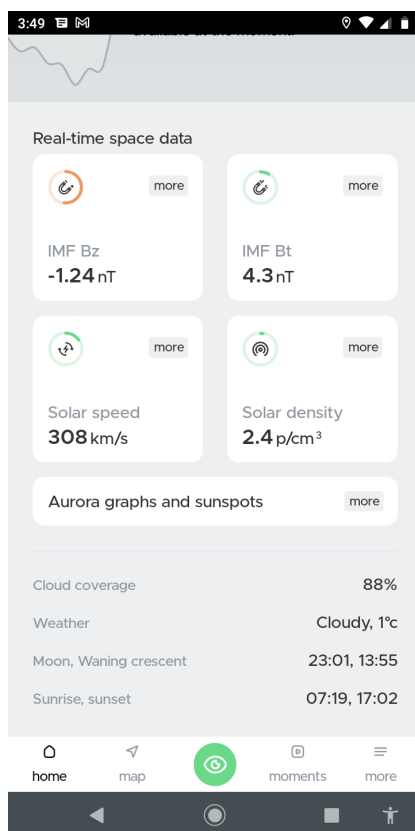 3:49
Real-time space data
more
more
IMF Bz
IMF Bt
-1.24 nT
4.3 nT
more
more
Solar speed
Solar density
308 km/s
2.4 p/cm³
Aurora graphs and sunspots
more
Cloud coverage
88%
Weather
Cloudy, 1°c
Moon, Waning crescent
23:01, 13:55
Sunrise, sunset
07:19, 17:02
home
map
moments
more